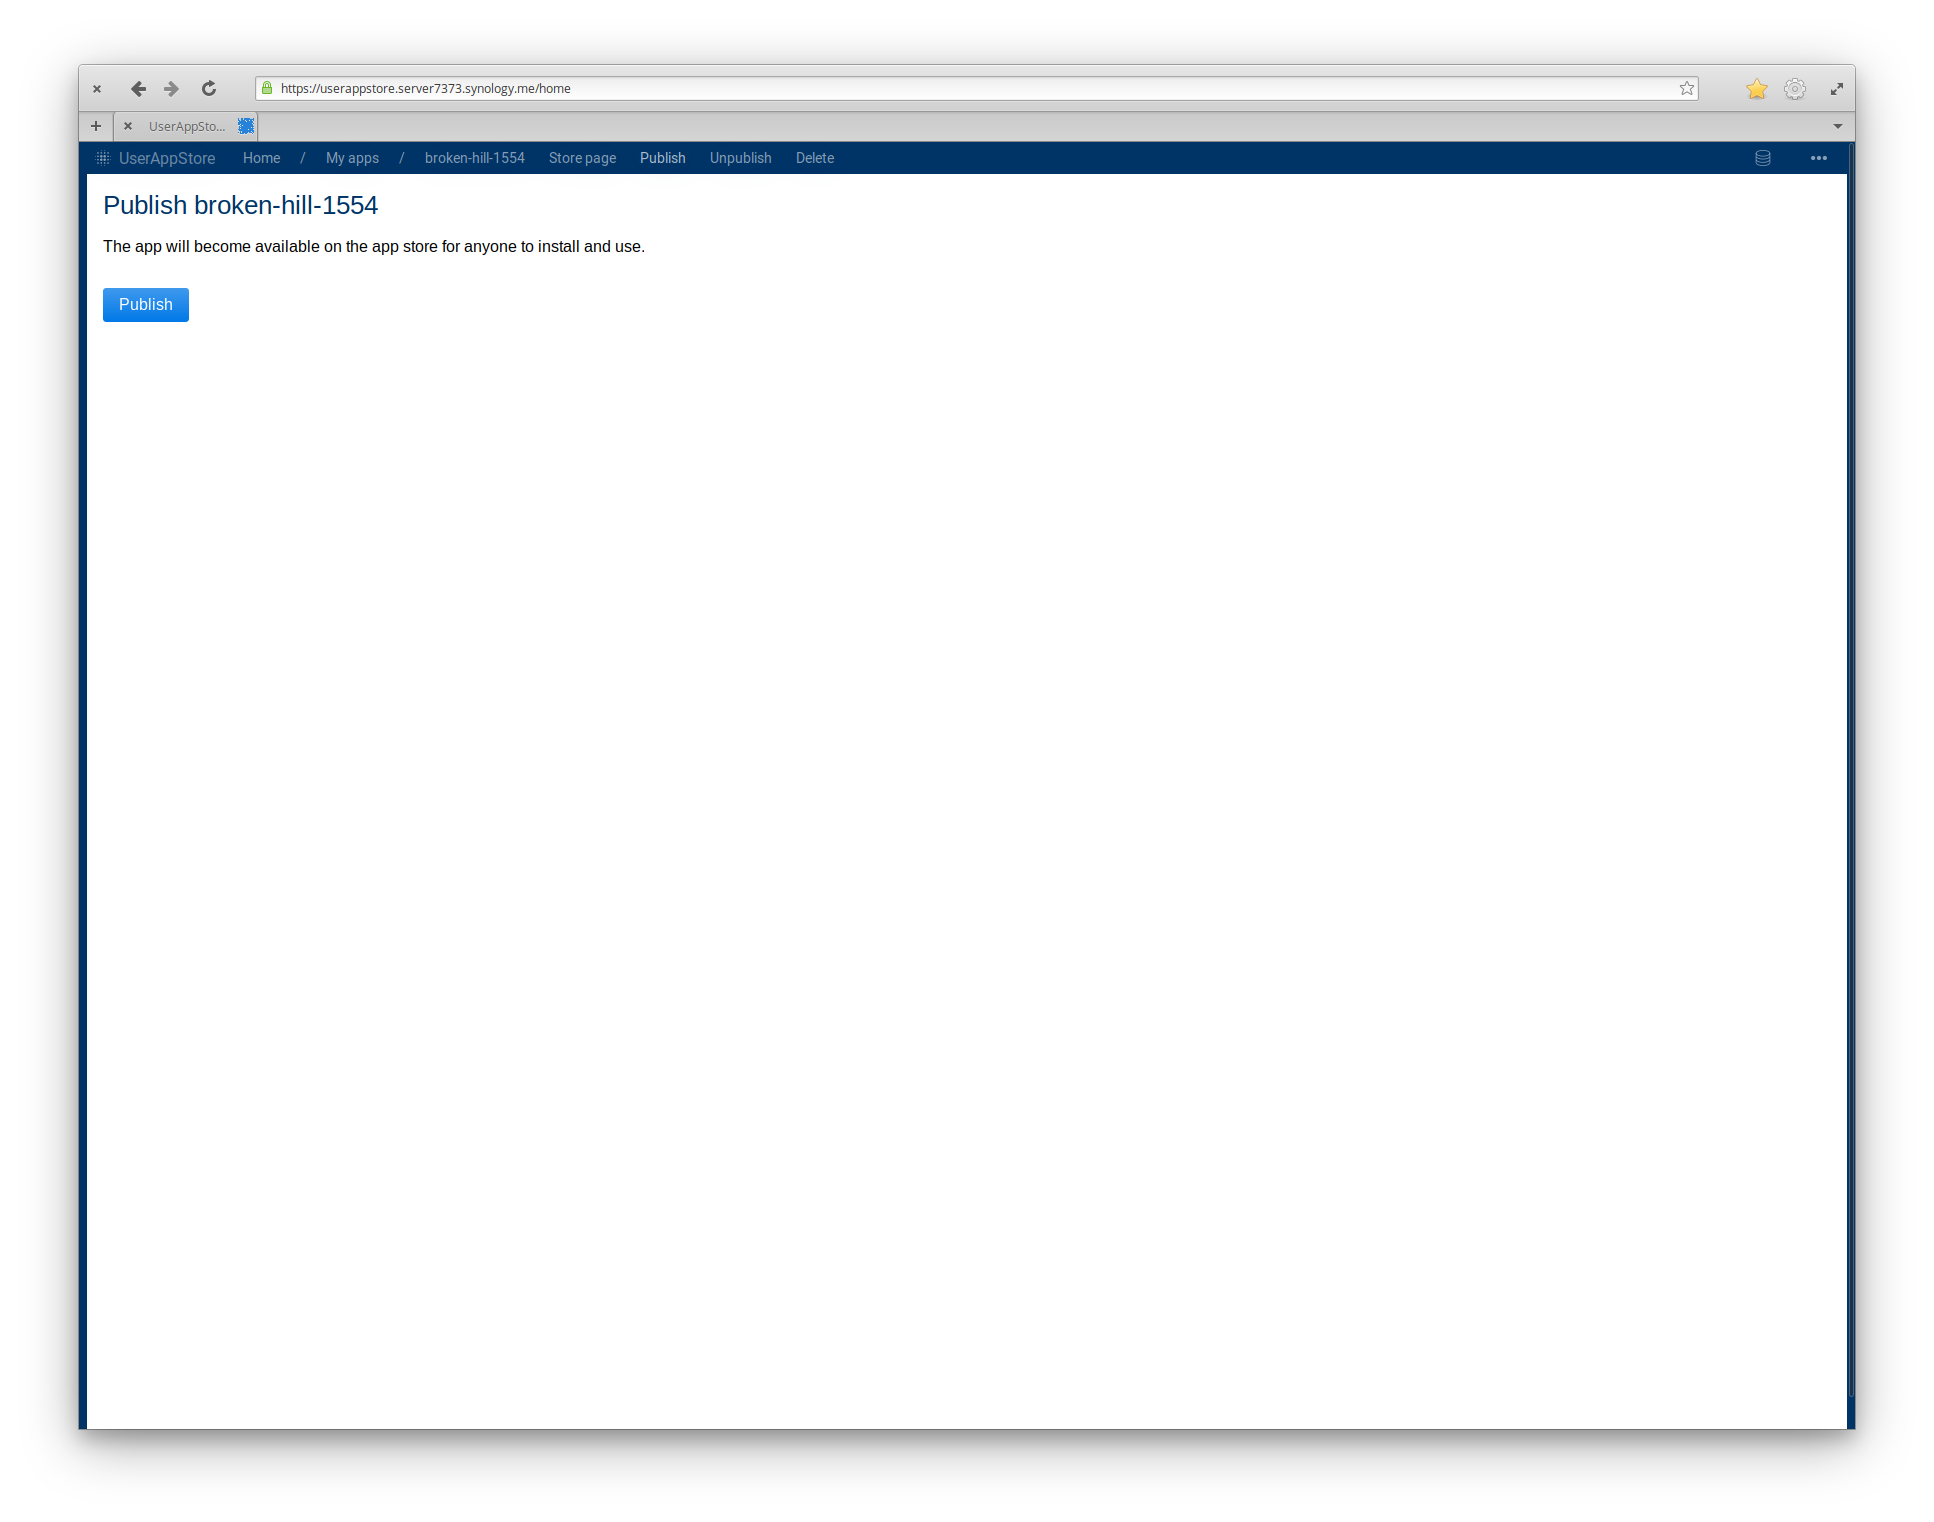 https://userappstore.server7373.synology.me/home
UserAppSto...
UserAppStore Home / My apps / broken-hill-1554 Store page Publish Unpublish Delete
Publish broken-hill-1554
The app will become available on the app store for anyone to install and use.
Publish